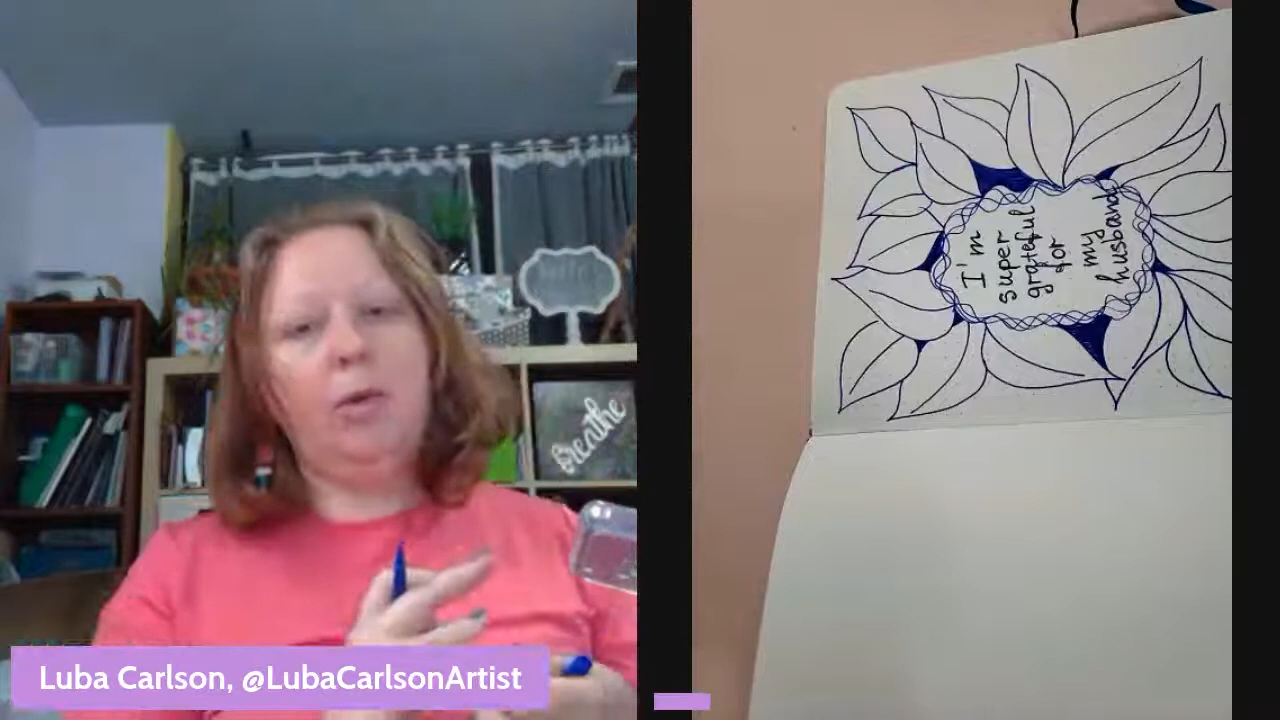 Luba Carlson, @LubaCarlsonArtist
breathe
I'm
super
grateful
for
my
husband